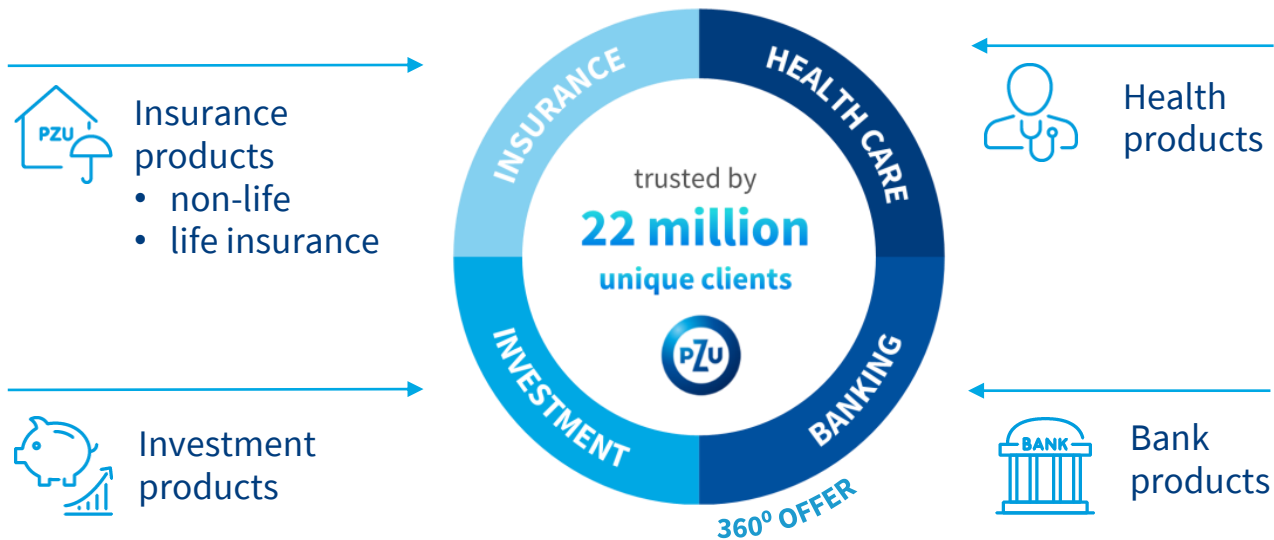 PZU
Insurance
products
• non-life
• life insurance
Investment
products
INSURANCE
HEALTH CARE
trusted by
22 million
unique clients
PZU
INVESTMENT
BANKING
360⁰ OFFER
Health
products
BANK
Bank
products